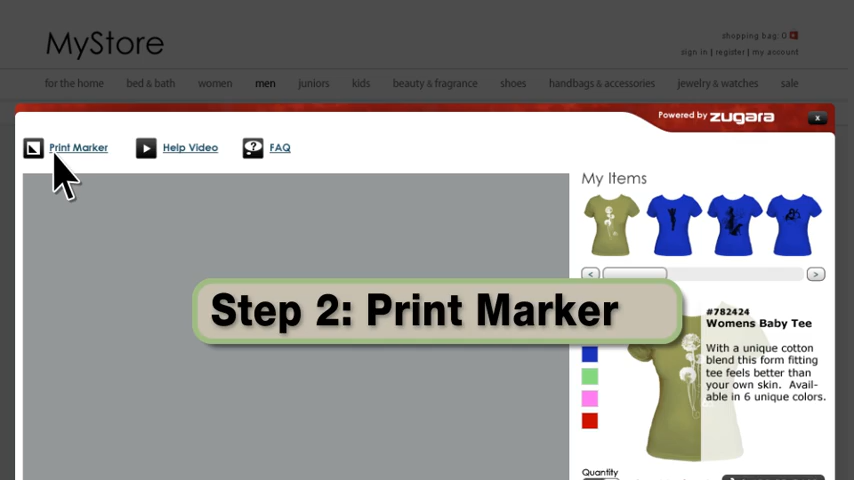 MyStore
shopping bag: 0
sign in | register | my account
for the home bed & bath women men juniors kids beauty & fragrance shoes handbags & accessories jewelry & watches sale
Powered by zugara x
Print Marker Help Video FAQ
My Items
< >
Step 2: Print Marker
#782424
Womens Baby Tee
With a unique cotton
blend this form fitting
tee feels better than
your own skin. Avail-
able in 6 unique colors.
Quantity